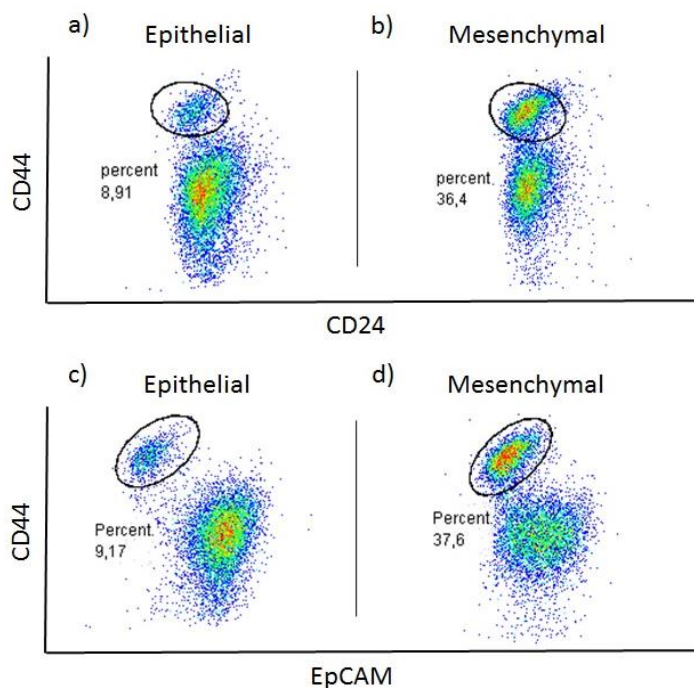 a) Epithelial
b) Mesenchymal
CD44
percent
8,91
percent
36,4
CD24
c) Epithelial
d) Mesenchymal
CD44
Percent.
9,17
Percent.
37,6
EpCAM